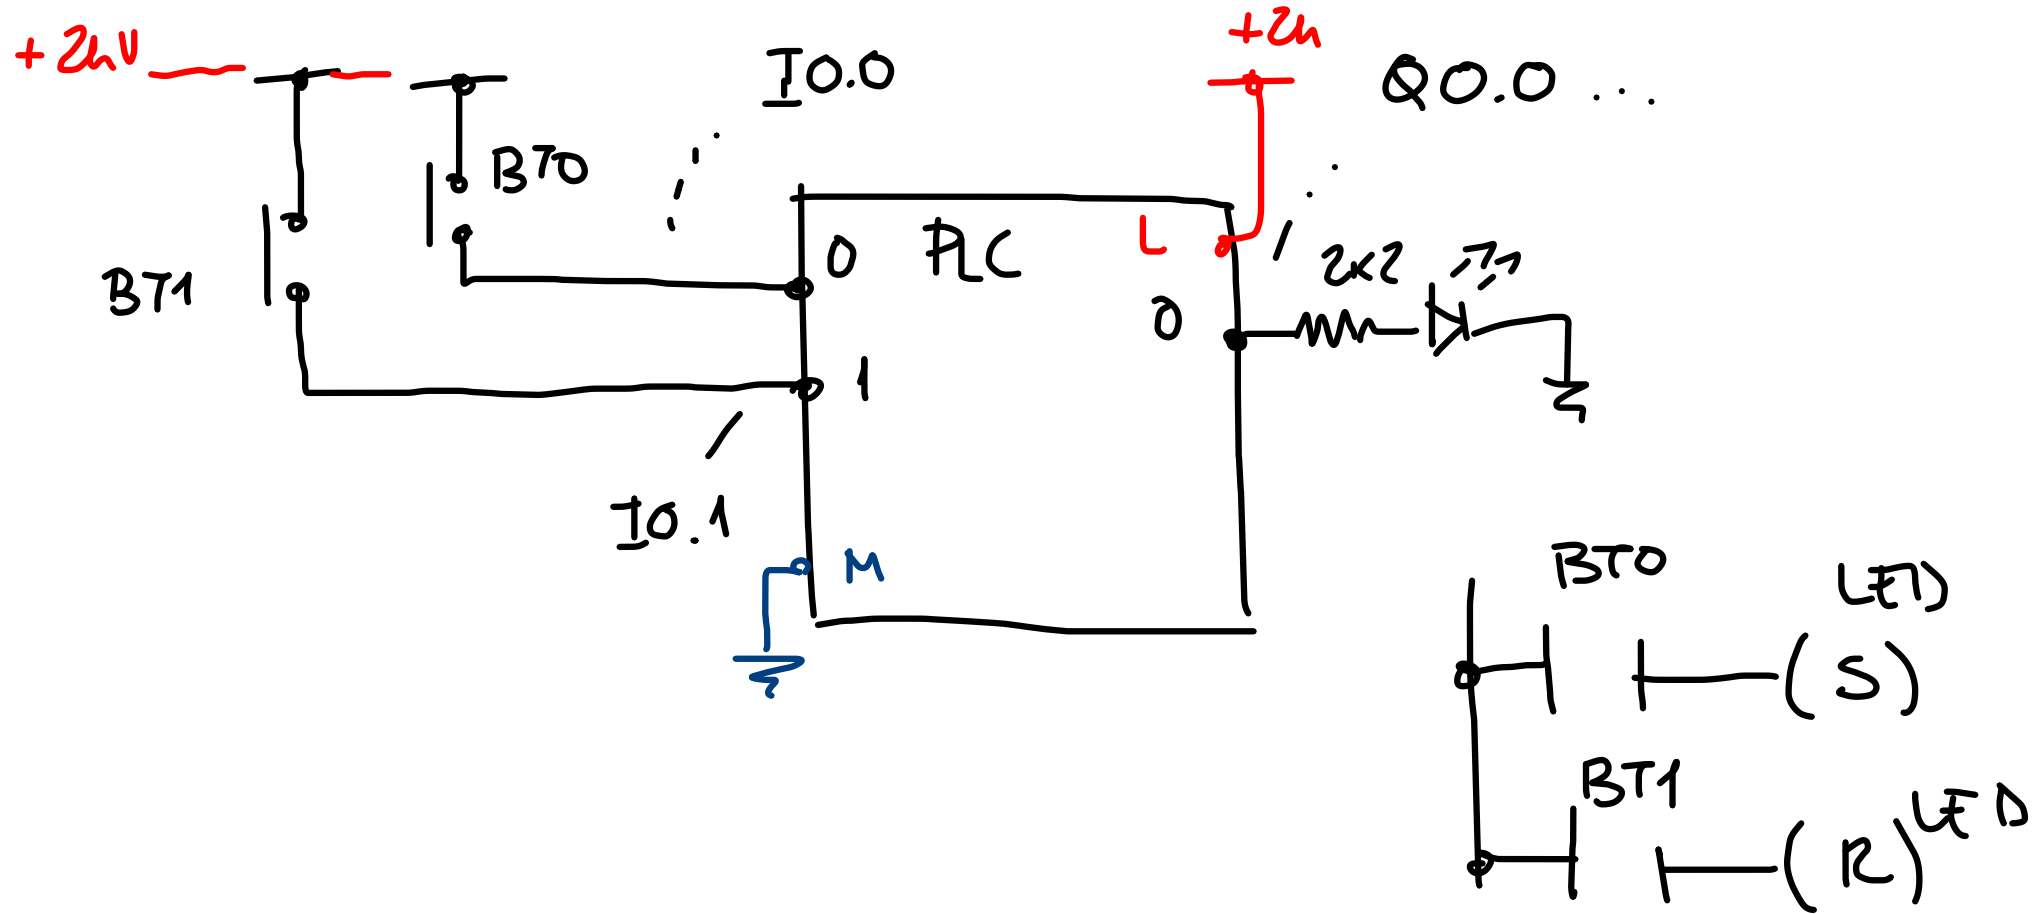 +24V
I0.0
+24
Q0.0 ....
BT0
0
PLC
L
2k2
BT1
0
1
I0.1
M
BT0
LED
(S)
BT1
LED
(R)